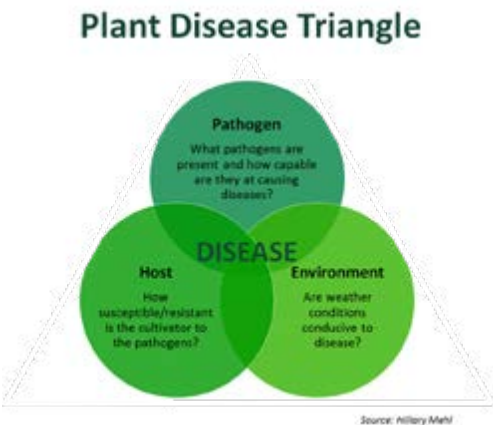 Plant Disease Triangle
Pathogen
What pathogens are
present and how capable
are they at causing
diseases?
DISEASE
Host
How
susceptible/resistant
is the cultivator to
the pathogens?
Environment
Are weather
conditions
conducive to
disease?
Source: Hillary Mehl